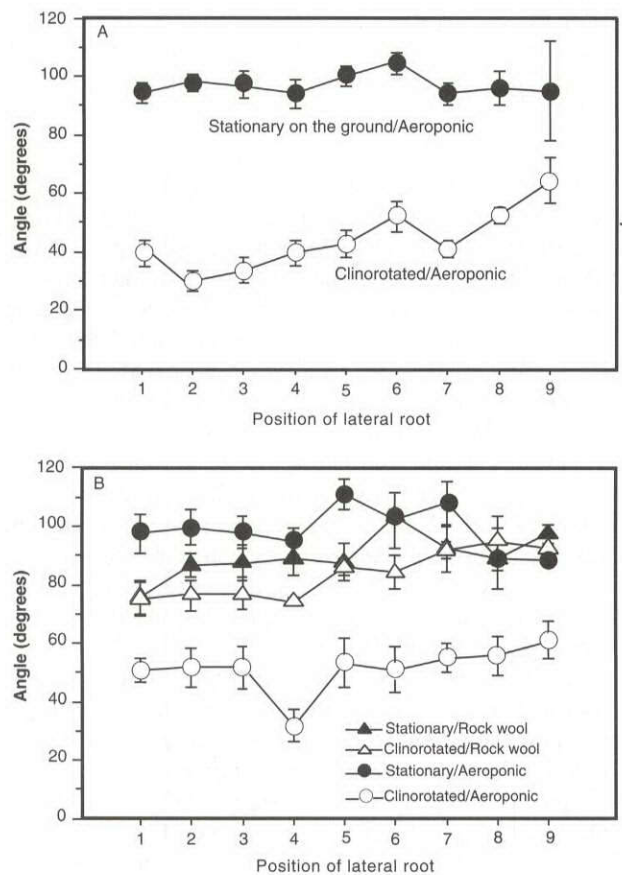 A
120
100
80
60
40
20
0
Angle (degrees)
Stationary on the ground/Aeroponic
Clinorotated/Aeroponic
1 2 3 4 5 6 7 8 9
Position of lateral root
B
120
100
80
60
40
20
0
Angle (degrees)
Stationary/Rock wool
Clinorotated/Rock wool
Stationary/Aeroponic
Clinorotated/Aeroponic
1 2 3 4 5 6 7 8 9
Position of lateral root